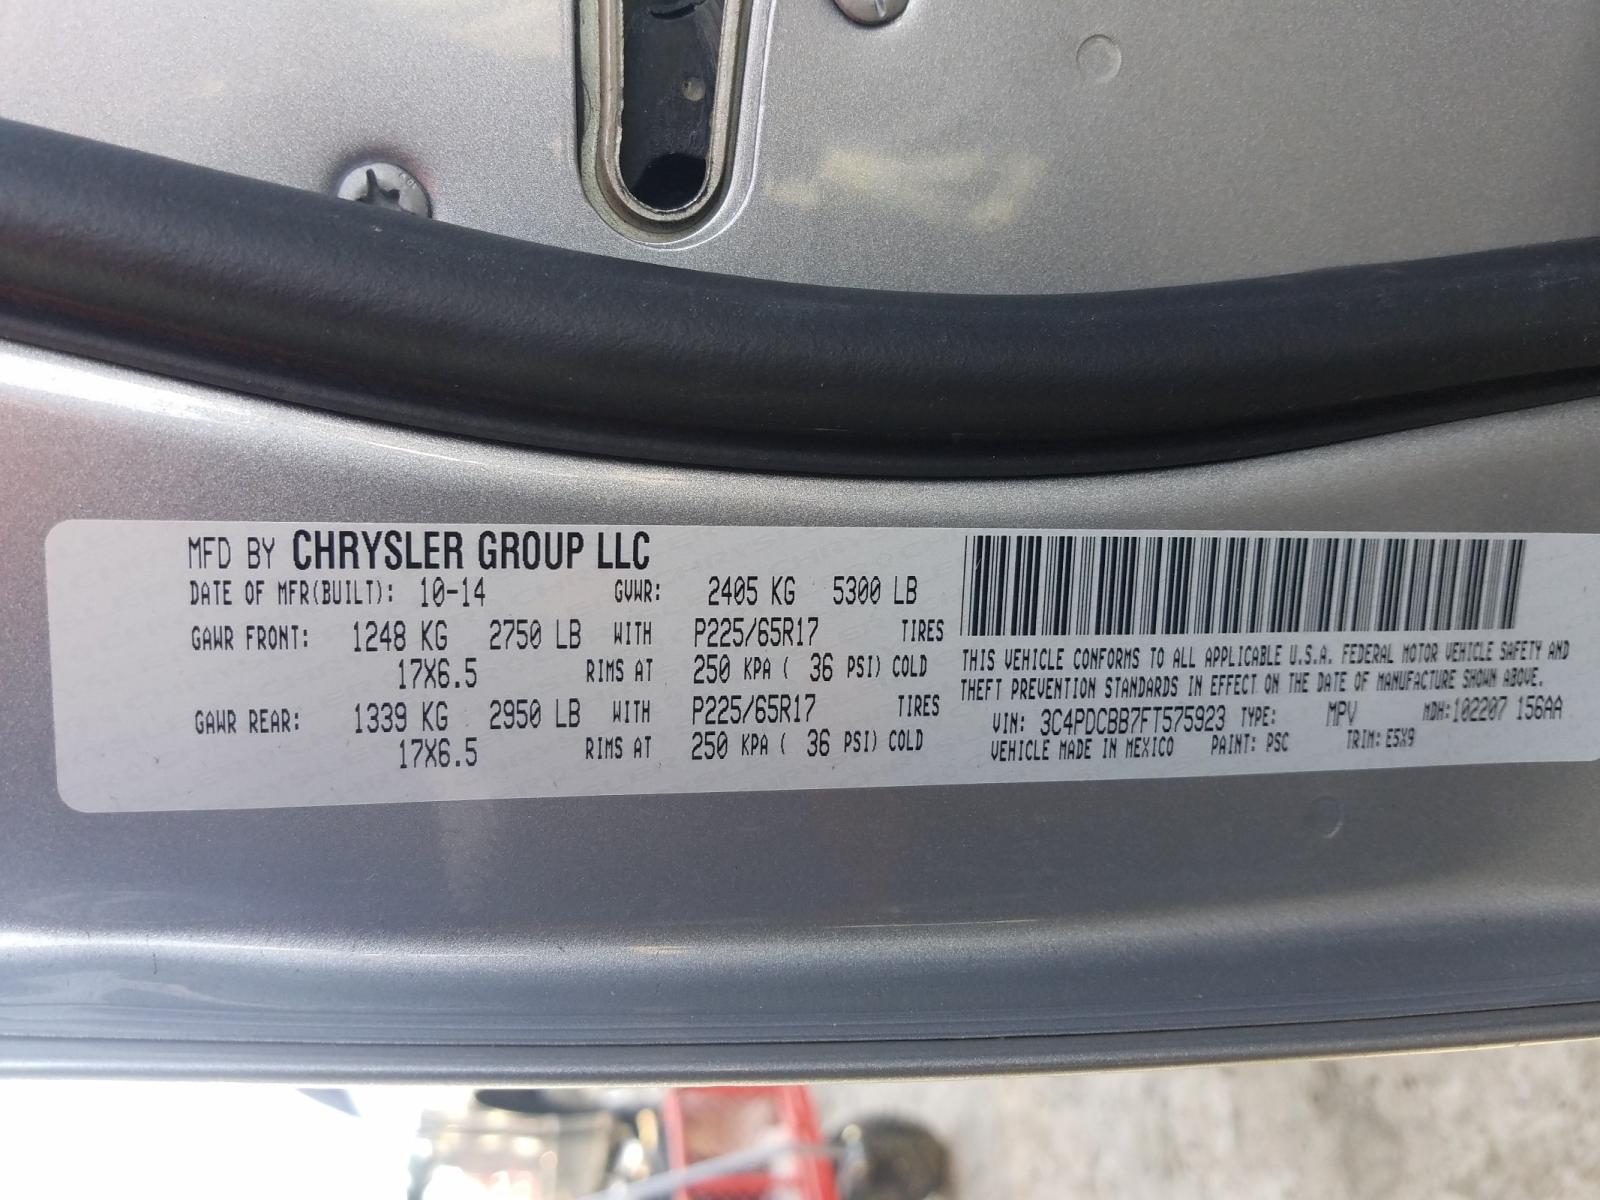 MFD BY CHRYSLER GROUP LLC
DATE OF MFR(BUILT): 10-14 GVWR: 2405 KG 5300 LB
GAWR FRONT: 1248 KG 2750 LB WITH P225/65R17 TIRES
17X6.5 RIMS AT 250 KPA ( 36 PSI) COLD
GAWR REAR: 1339 KG 2950 LB WITH P225/65R17 TIRES
17X6.5 RIMS AT 250 KPA ( 36 PSI) COLD
THIS VEHICLE CONFORMS TO ALL APPLICABLE U.S.A. FEDERAL MOTOR VEHICLE SAFETY AND
THEFT PREVENTION STANDARDS IN EFFECT ON THE DATE OF MANUFACTURE SHOWN ABOVE.
VIN: 3C4PDCBB7FT575923 TYPE: MPV MDH:102207 156AA
VEHICLE MADE IN MEXICO PAINT: PSC TRIM: E5X9